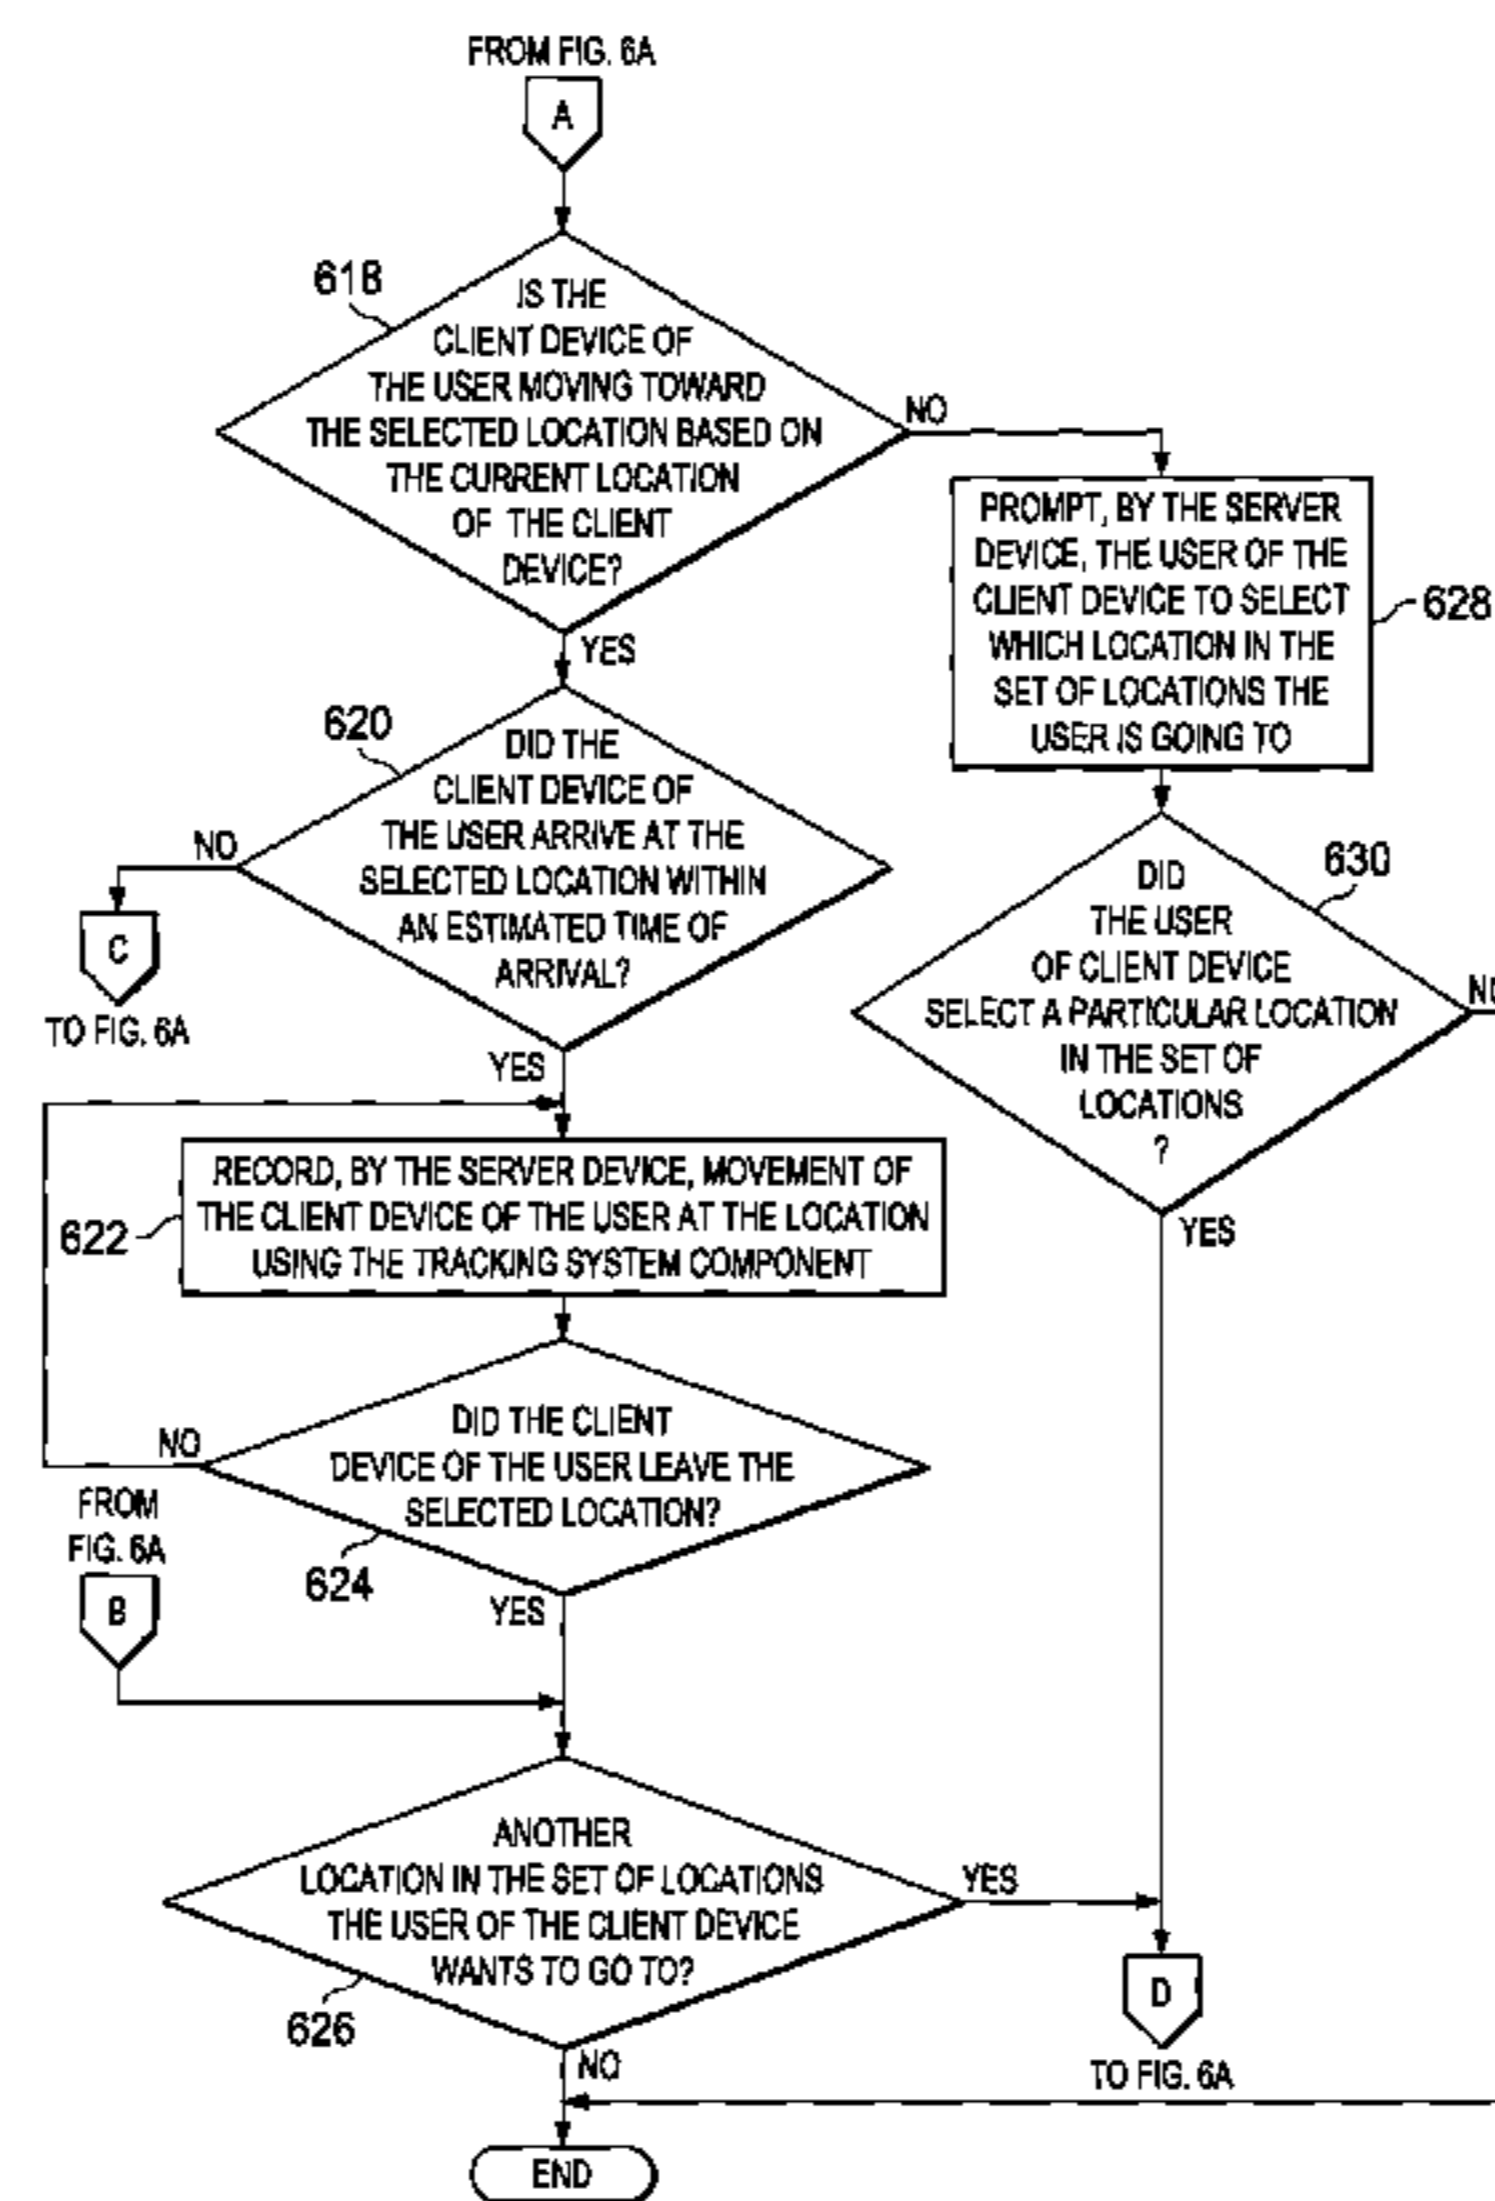 FROM FIG. 6A
A
618
IS THE
CLIENT DEVICE OF
THE USER MOVING TOWARD
THE SELECTED LOCATION BASED ON
THE CURRENT LOCATION
OF THE CLIENT
DEVICE?
NO
YES
PROMPT, BY THE SERVER
DEVICE, THE USER OF THE
CLIENT DEVICE TO SELECT
WHICH LOCATION IN THE
SET OF LOCATIONS THE
USER IS GOING TO
628
620
DID THE
CLIENT DEVICE OF
THE USER ARRIVE AT THE
SELECTED LOCATION WITHIN
AN ESTIMATED TIME OF
ARRIVAL?
NO
C
TO FIG. 6A
YES
630
DID
THE USER
OF CLIENT DEVICE
SELECT A PARTICULAR LOCATION
IN THE SET OF
LOCATIONS
?
NO
YES
RECORD, BY THE SERVER DEVICE, MOVEMENT OF
THE CLIENT DEVICE OF THE USER AT THE LOCATION
USING THE TRACKING SYSTEM COMPONENT
622
DID THE CLIENT
DEVICE OF THE USER LEAVE THE
SELECTED LOCATION?
NO
624
YES
FROM
FIG. 6A
B
ANOTHER
LOCATION IN THE SET OF LOCATIONS
THE USER OF THE CLIENT DEVICE
WANTS TO GO TO?
YES
626
NO
D
TO FIG. 6A
END